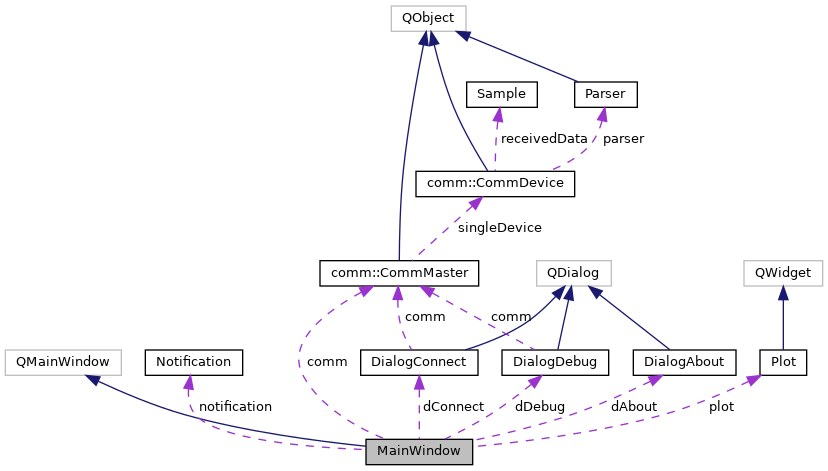 QObject
Sample
Parser
receivedData
parser
comm::CommDevice
singleDevice
comm::CommMaster
QDialog
QWidget
comm
comm
QMainWindow
Notification
comm
DialogConnect
DialogDebug
DialogAbout
Plot
notification
dConnect
dDebug
dAbout
plot
MainWindow